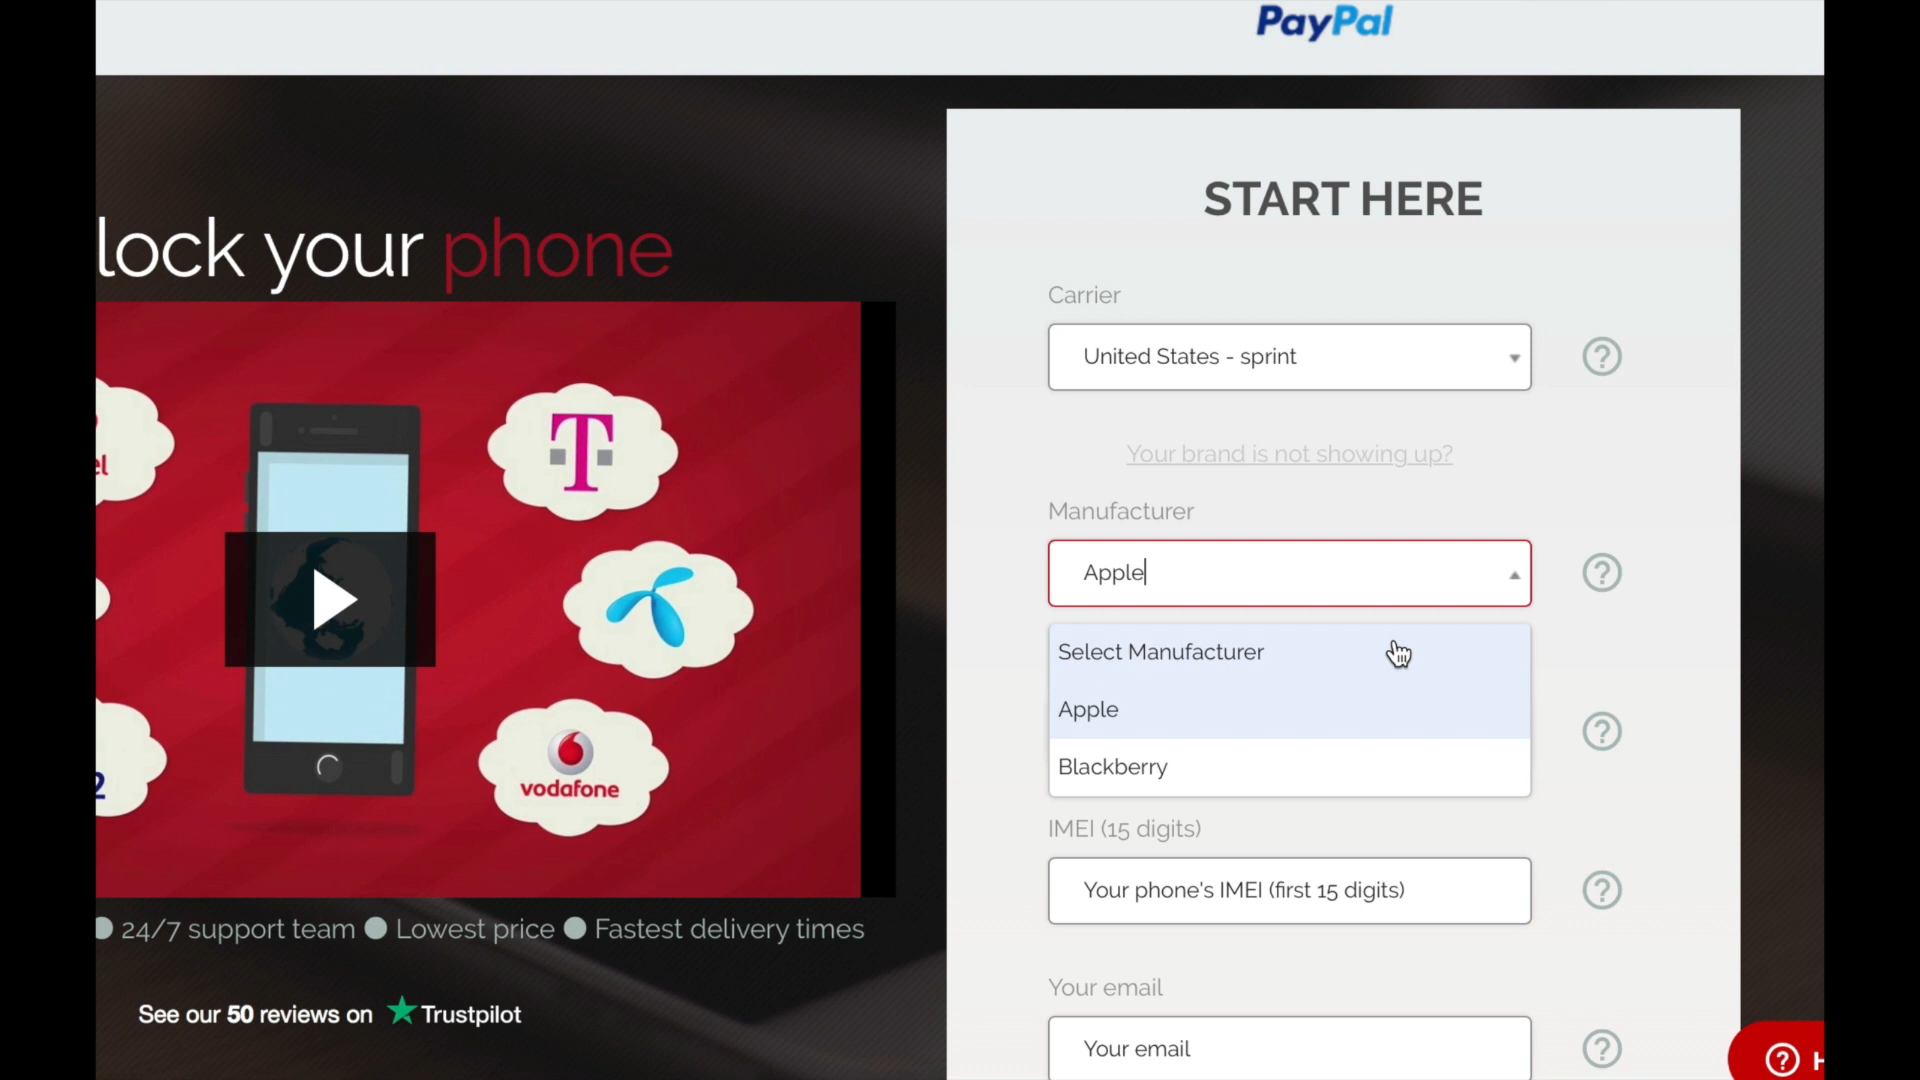 PayPal
lock your phone
T
el
2
vodafone
24/7 support team Lowest price Fastest delivery times
See our 50 reviews on Trustpilot
START HERE
Carrier
United States - sprint
?
Your brand is not showing up?
Manufacturer
Apple
?
Select Manufacturer
Apple
Blackberry
?
IMEI (15 digits)
Your phone's IMEI (first 15 digits)
?
Your email
Your email
?
? H